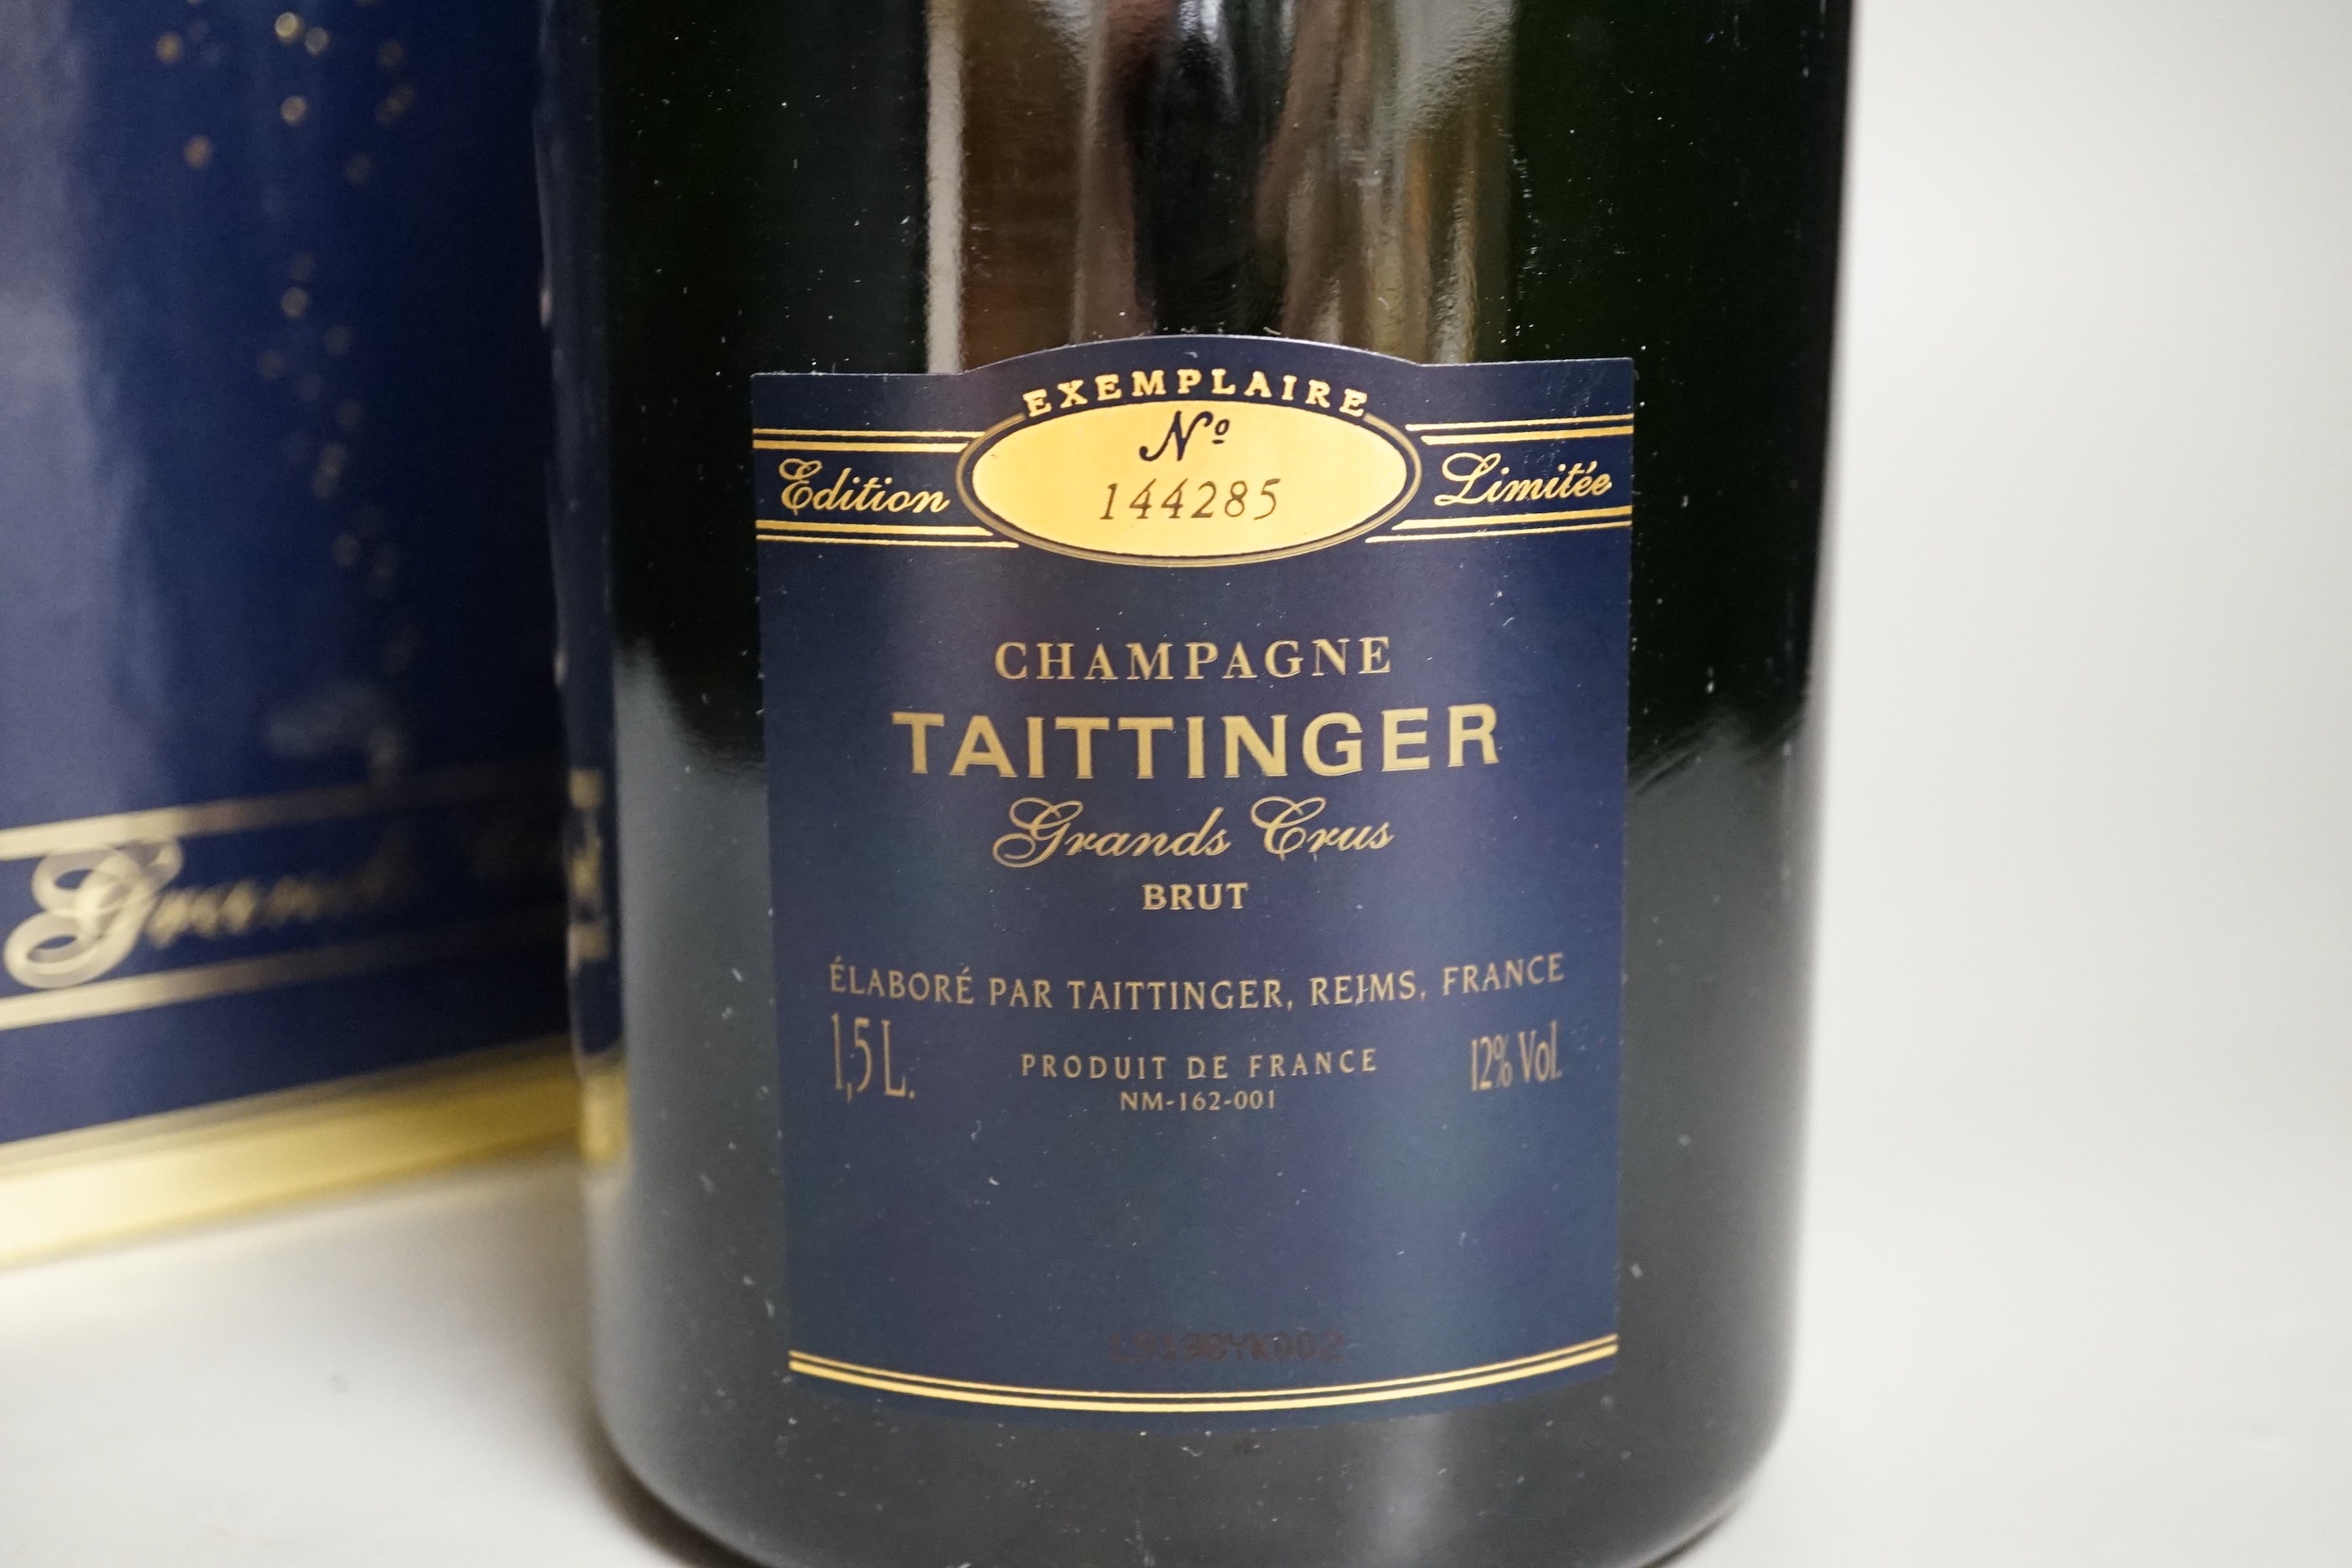 EXEMPLAIRE
Nº
Edition 144285 Limitée
CHAMPAGNE
TAITTINGER
Grands Crus
BRUT
ÉLABORÉ PAR TAITTINGER, REIMS, FRANCE
1,5 L. PRODUIT DE FRANCE 12% Vol.
NM-162-001